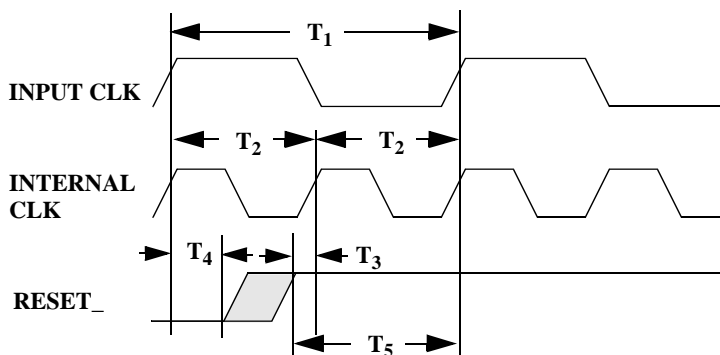 T1
INPUT CLK
T2
T2
INTERNAL
CLK
T4
T3
RESET_
T5